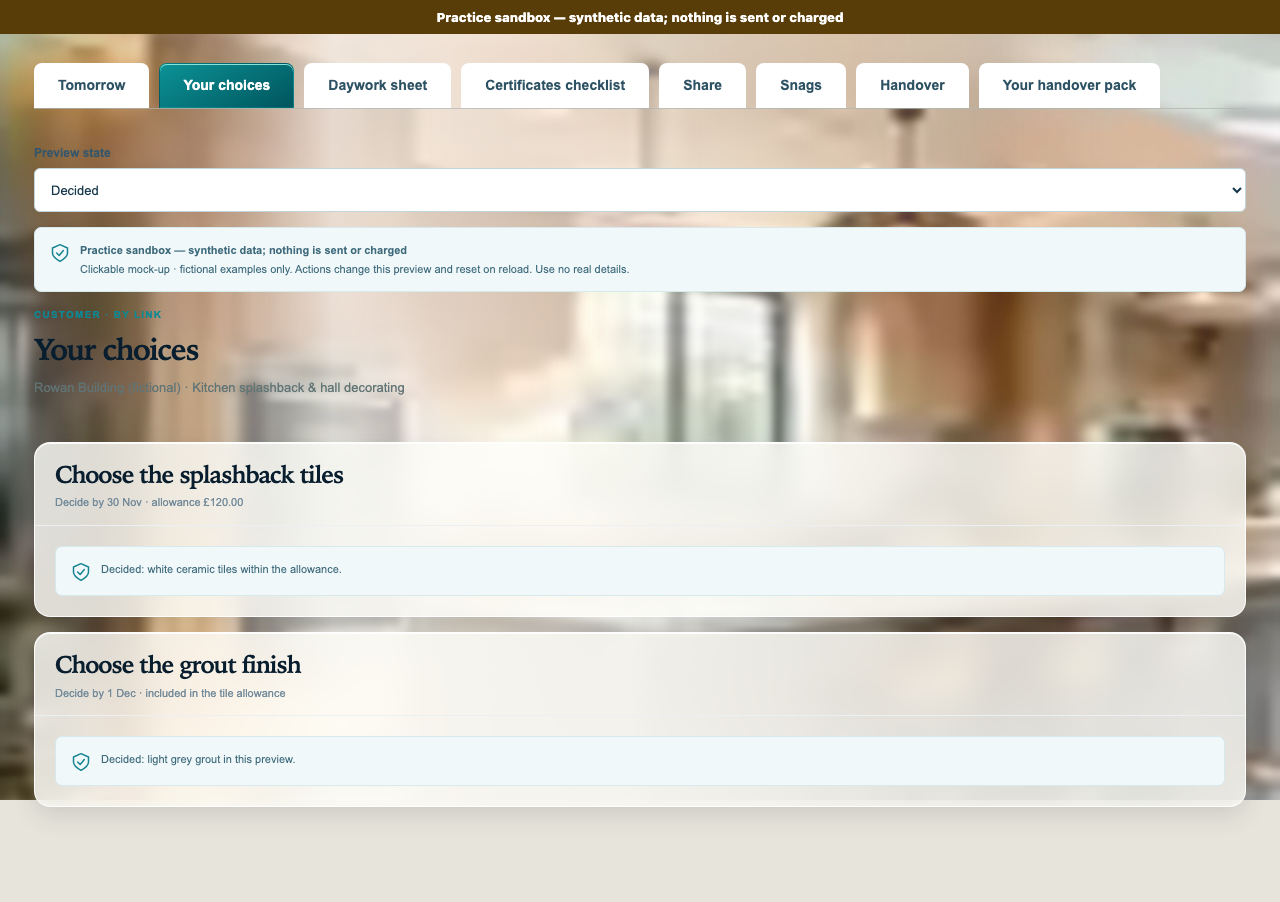 Practice sandbox — synthetic data; nothing is sent or charged
Tomorrow
Your choices
Daywork sheet
Certificates checklist
Share
Snags
Handover
Your handover pack
Preview state
Decided
Practice sandbox — synthetic data; nothing is sent or charged
Clickable mock-up · fictional examples only. Actions change this preview and reset on reload. Use no real details.
CUSTOMER · BY LINK
Your choices
Rowan Building (fictional) · Kitchen splashback & hall decorating
Choose the splashback tiles
Decide by 30 Nov · allowance £120.00
Decided: white ceramic tiles within the allowance.
Choose the grout finish
Decide by 1 Dec · included in the tile allowance
Decided: light grey grout in this preview.